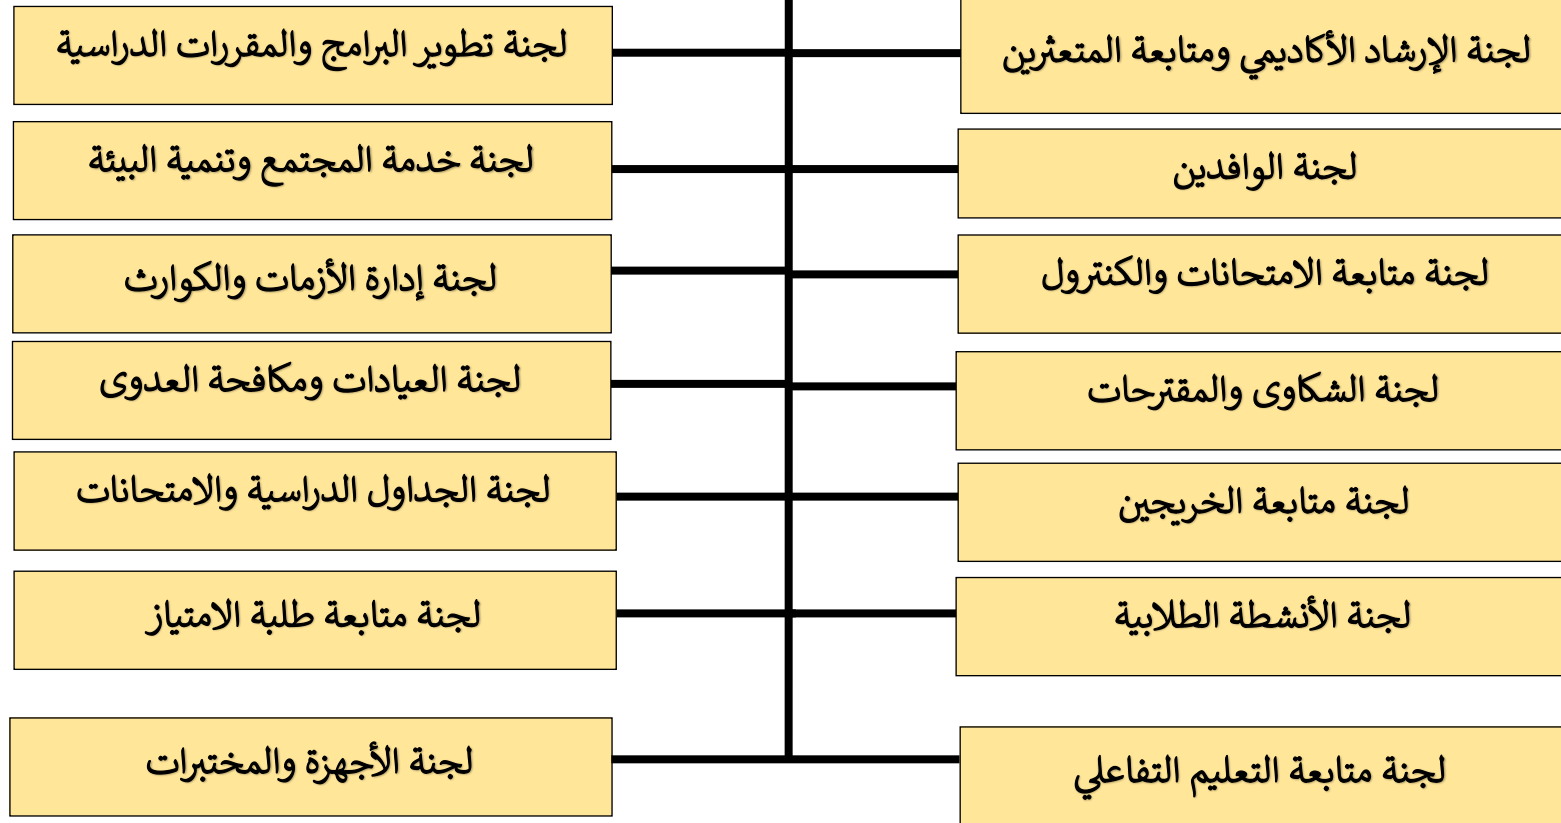 لجنة الإرشاد الأكاديمي ومتابعة المتعثرين
لجنة تطوير البرامج والمقررات الدراسية
لجنة الوافدين
لجنة خدمة المجتمع وتنمية البيئة
لجنة متابعة الامتحانات والكنترول
لجنة إدارة الأزمات والكوارث
لجنة الشكاوى والمقترحات
لجنة العيادات ومكافحة العدوى
لجنة متابعة الخريجين
لجنة الجداول الدراسية والامتحانات
لجنة الأنشطة الطلابية
لجنة متابعة طلبة الامتياز
لجنة متابعة التعليم التفاعلي
لجنة الأجهزة والمختبرات